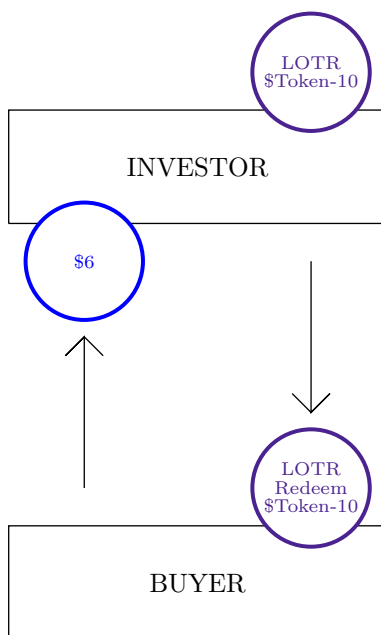 LOTR
$Token-10
INVESTOR
$6
LOTR
Redeem
$Token-10
BUYER